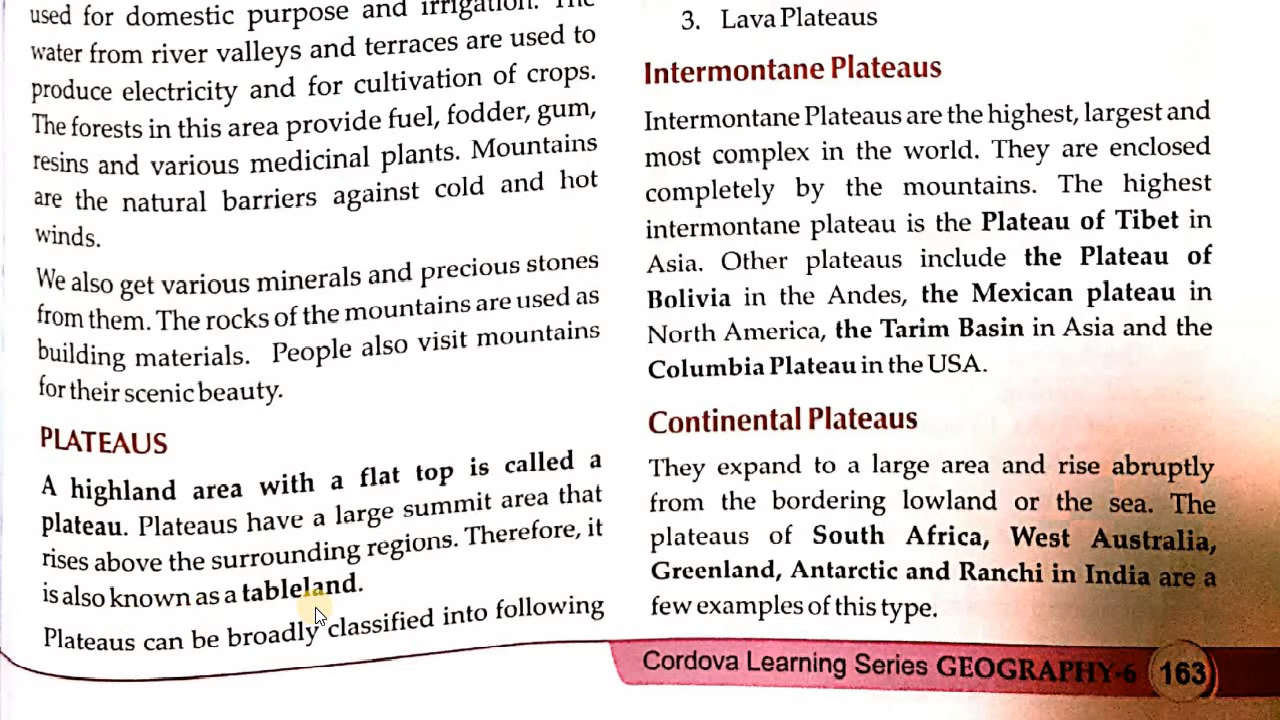 used for domestic purpose and irrigation. The
water from river valleys and terraces are used to
produce electricity and for cultivation of crops.
The forests in this area provide fuel, fodder, gum,
resins and various medicinal plants. Mountains
are the natural barriers against cold and hot
winds.
We also get various minerals and precious stones
from them. The rocks of the mountains are used as
building materials. People also visit mountains
for their scenic beauty.
PLATEAUS
A highland area with a flat top is called a
plateau. Plateaus have a large summit area that
rises above the surrounding regions. Therefore, it
is also known as a tableland.
Plateaus can be broadly classified into following
3. Lava Plateaus
Intermontane Plateaus
Intermontane Plateaus are the highest, largest and
most complex in the world. They are enclosed
completely by the mountains. The highest
intermontane plateau is the Plateau of Tibet in
Asia. Other plateaus include the Plateau of
Bolivia in the Andes, the Mexican plateau in
North America, the Tarim Basin in Asia and the
Columbia Plateau in the USA.
Continental Plateaus
They expand to a large area and rise abruptly
from the bordering lowland or the sea. The
plateaus of South Africa, West Australia,
Greenland, Antarctic and Ranchi in India are a
few examples of this type.
Cordova Learning Series GEOGRAPHY-6 163